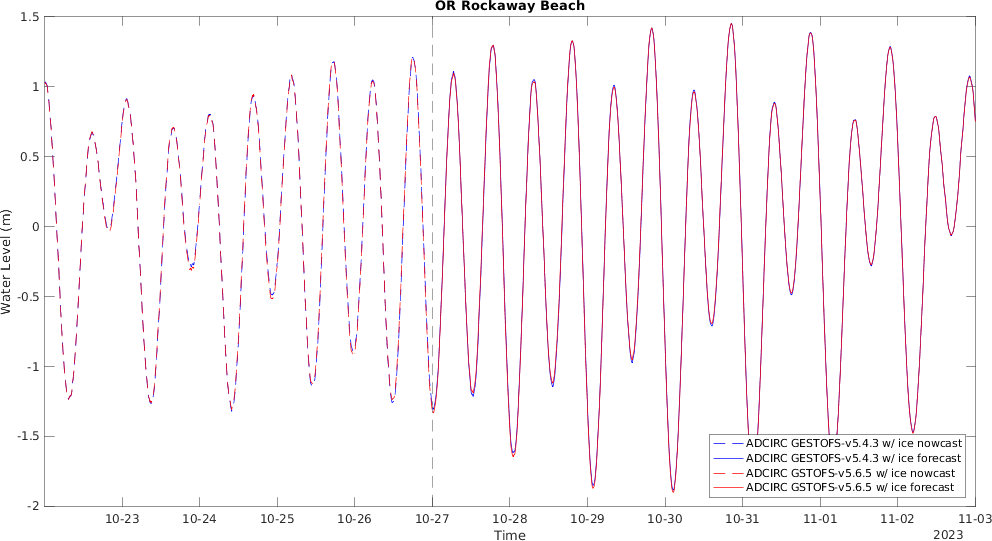 OR Rockaway Beach
1.5
1
0.5
0
-0.5
-1
-1.5
-2
Water Level (m)
ADCIRC GESTOFS-v5.4.3 w/ ice nowcast
ADCIRC GESTOFS-v5.4.3 w/ ice forecast
ADCIRC GSTOFS-v5.6.5 w/ ice nowcast
ADCIRC GSTOFS-v5.6.5 w/ ice forecast
10-23 10-24 10-25 10-26 10-27 10-28 10-29 10-30 10-31 11-01 11-02 11-03
Time
2023